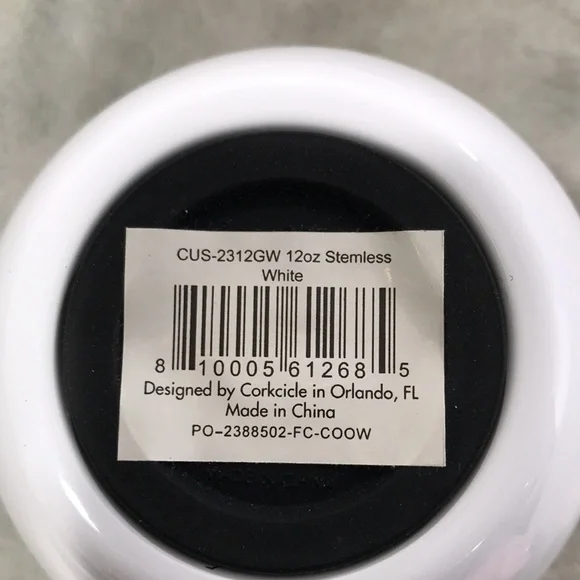 CUS-2312GW 12oz Stemless
White
8 10005 61268 5
Designed by Corkcicle in Orlando, FL
Made in China
PO-2388502-FC-COOW